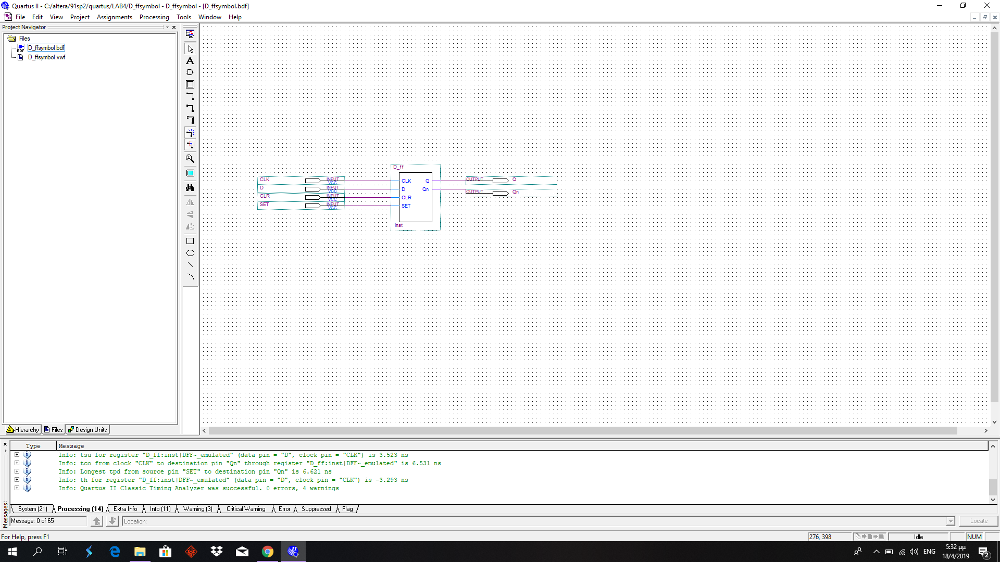 Quartus II - C:/altera/91sp2/quartus/LAB4/D_ffsymbol - D_ffsymbol - [D_ffsymbol.bdf]
File Edit View Project Assignments Processing Tools Window Help
Project Navigator
Files
D_ffsymbol.bdf
D_ffsymbol.vwf
Hierarchy Files Design Units
D_ff
CLK INPUT VCC CLK Q OUTPUT Q
D INPUT VCC D Qn OUTPUT Qn
CLR INPUT VCC CLR
SET INPUT VCC SET
inst
Type Message
Info: tsu for register "D_ff:inst|DFF~_emulated" (data pin = "D", clock pin = "CLK") is 3.523 ns
Info: tco from clock "CLK" to destination pin "Qn" through register "D_ff:inst|DFF~_emulated" is 6.531 ns
Info: Longest tpd from source pin "SET" to destination pin "Qn" is 6.621 ns
Info: th for register "D_ff:inst|DFF~_emulated" (data pin = "D", clock pin = "CLK") is -3.293 ns
Info: Quartus II Classic Timing Analyzer was successful. 0 errors, 4 warnings
System (21) Processing (14) Extra Info Info (11) Warning (3) Critical Warning Error Suppressed Flag
Messages
Message: 0 of 65 Location: Locate
For Help, press F1 276, 398 Idle NUM
ENG 5:32 μμ
18/4/2019 2